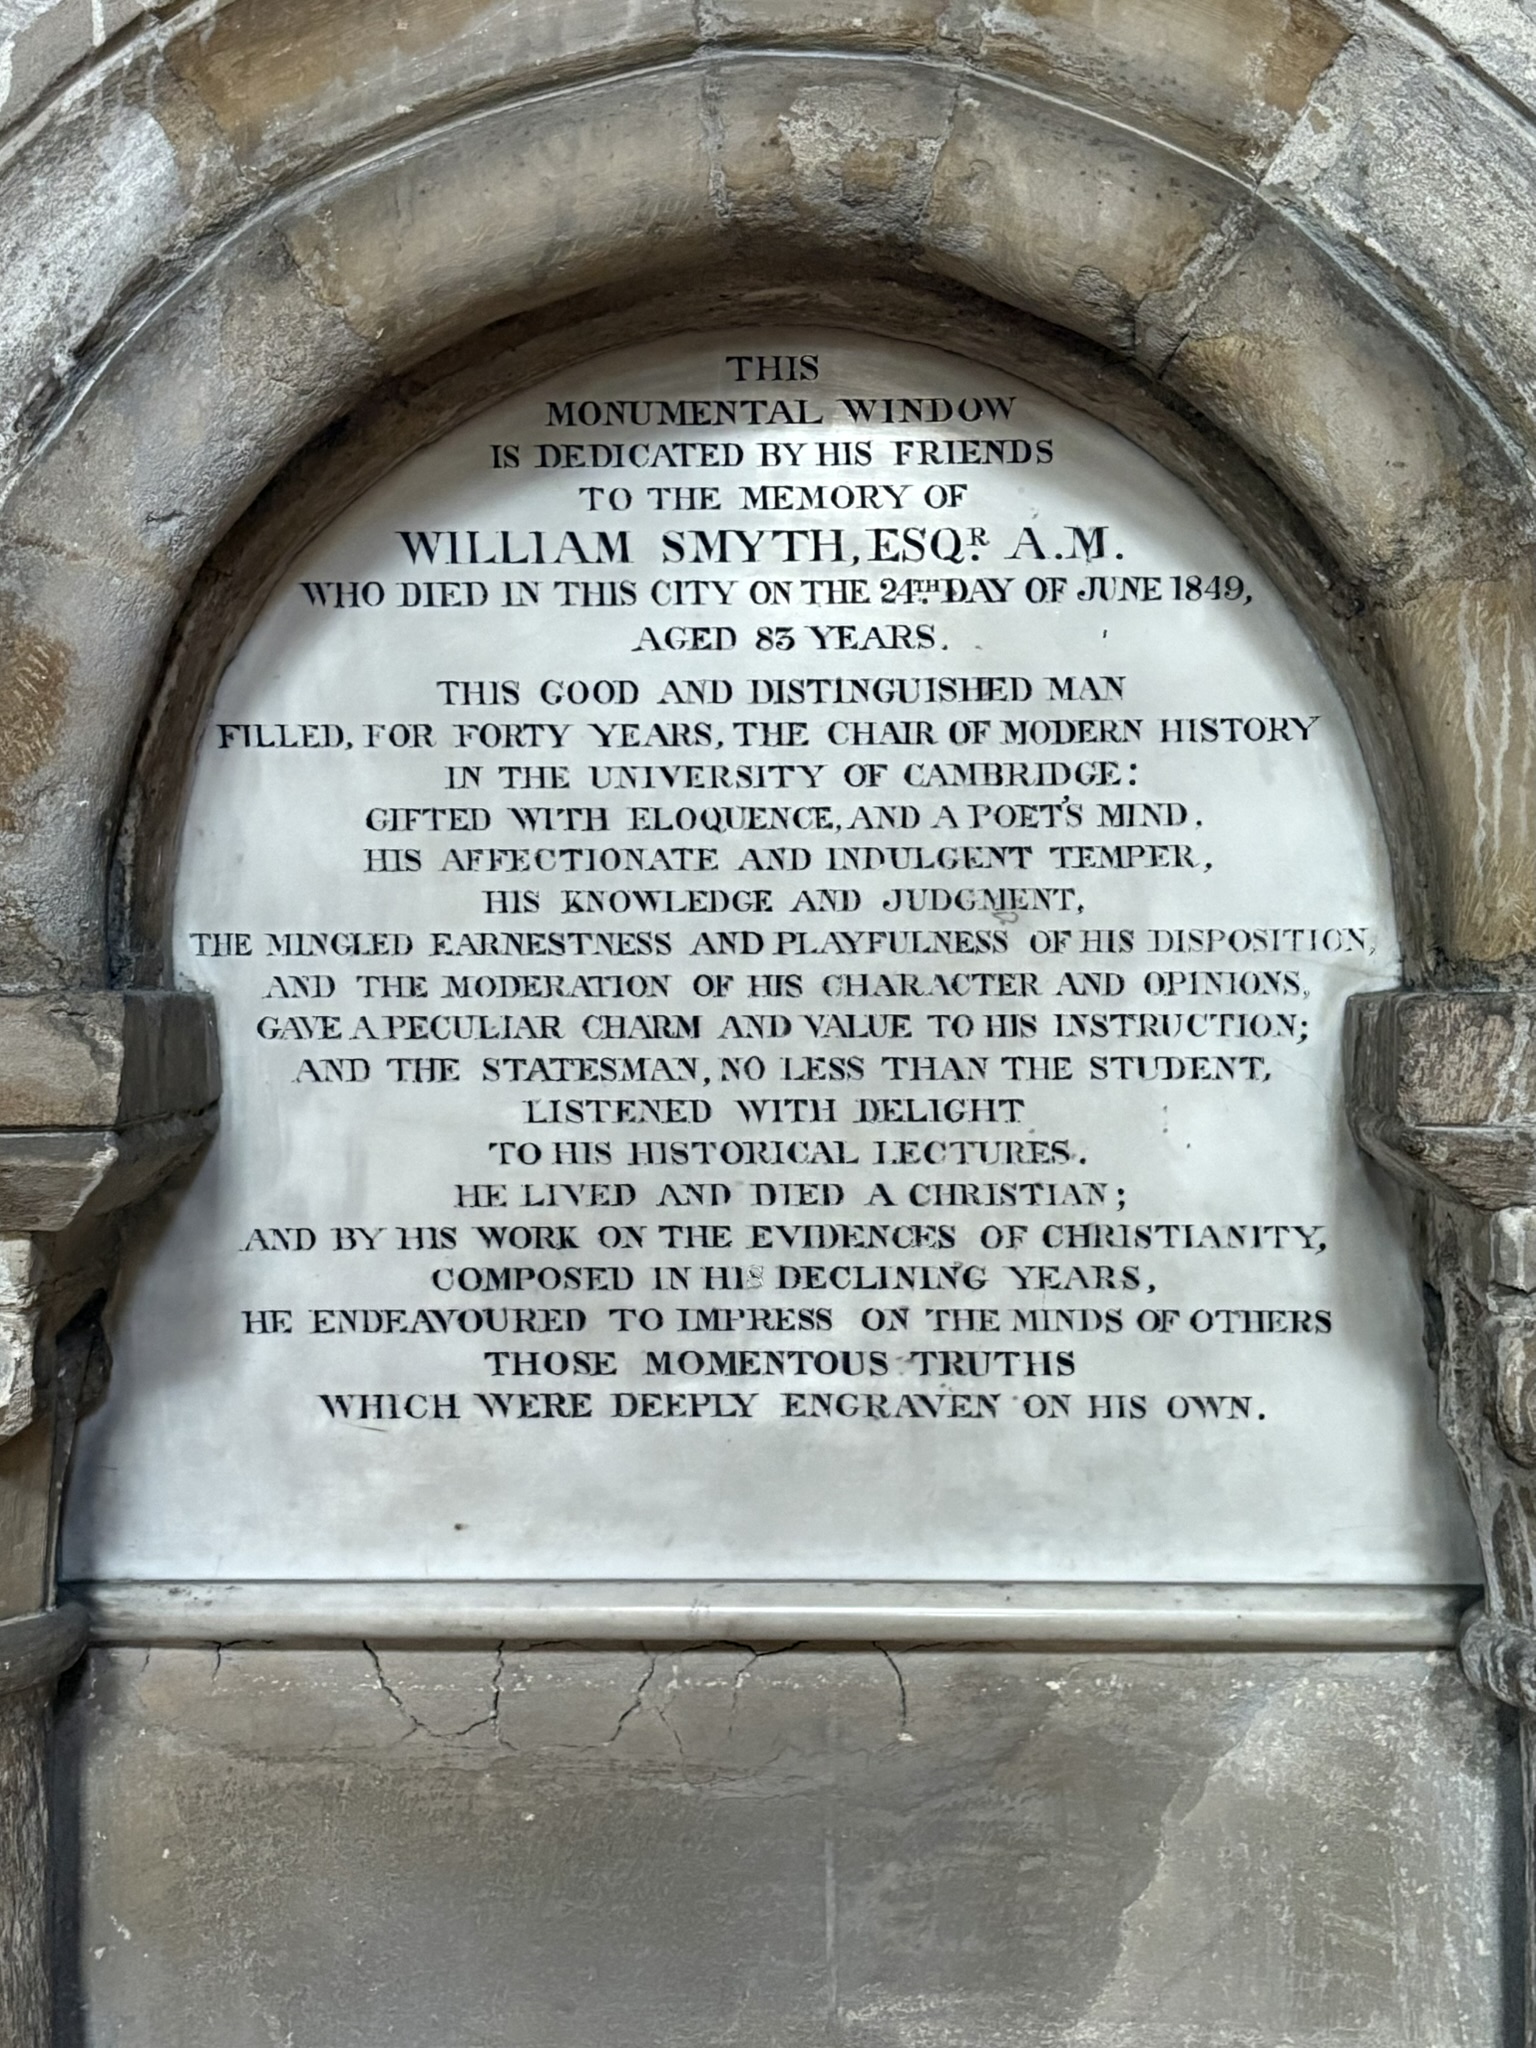 THIS
MONUMENTAL WINDOW
IS DEDICATED BY HIS FRIENDS
TO THE MEMORY OF
WILLIAM SMYTH, ESQR. A.M.
WHO DIED IN THIS CITY ON THE 24TH. DAY OF JUNE 1849,
AGED 83 YEARS.
THIS GOOD AND DISTINGUISHED MAN
FILLED, FOR FORTY YEARS, THE CHAIR OF MODERN HISTORY
IN THE UNIVERSITY OF CAMBRIDGE:
GIFTED WITH ELOQUENCE, AND A POET'S MIND,
HIS AFFECTIONATE AND INDULGENT TEMPER,
HIS KNOWLEDGE AND JUDGMENT,
THE MINGLED EARNESTNESS AND PLAYFULNESS OF HIS DISPOSITION,
AND THE MODERATION OF HIS CHARACTER AND OPINIONS,
GAVE A PECULIAR CHARM AND VALUE TO HIS INSTRUCTION;
AND THE STATESMAN, NO LESS THAN THE STUDENT,
LISTENED WITH DELIGHT
TO HIS HISTORICAL LECTURES.
HE LIVED AND DIED A CHRISTIAN;
AND BY HIS WORK ON THE EVIDENCES OF CHRISTIANITY,
COMPOSED IN HIS DECLINING YEARS,
HE ENDEAVOURED TO IMPRESS ON THE MINDS OF OTHERS
THOSE MOMENTOUS TRUTHS
WHICH WERE DEEPLY ENGRAVEN ON HIS OWN.